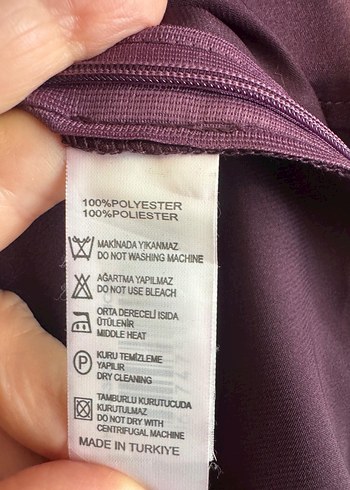 100%POLYESTER
100%POLIESTER
MAKİNADA YIKANMAZ
DO NOT WASHING MACHINE
AĞARTMA YAPILMAZ
DO NOT USE BLEACH
ORTA DERECELİ ISIDA
ÜTÜLENİR
MIDDLE HEAT
P
KURU TEMİZLEME
YAPILIR
DRY CLEANING
TAMBURLU KURUTUCUDA
KURUTULMAZ
DO NOT DRY WITH
CENTRIFUGAL MACHINE
MADE IN TURKIYE